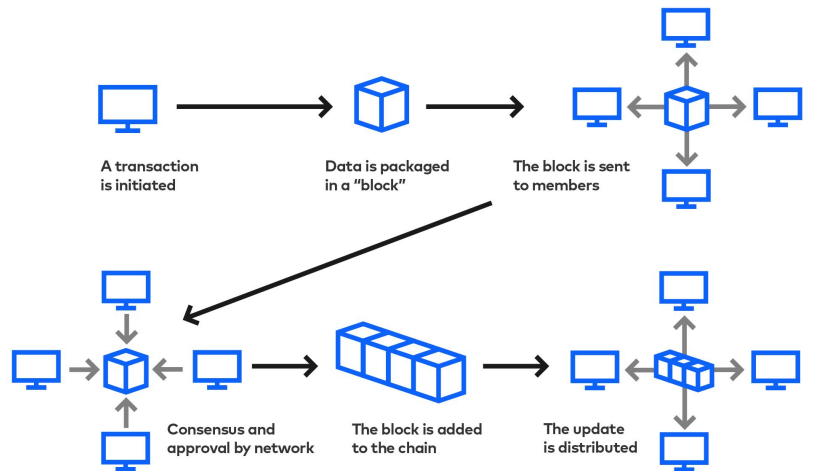 A transaction
is initiated
Data is packaged
in a “block”
The block is sent
to members
Consensus and
approval by network
The block is added
to the chain
The update
is distributed